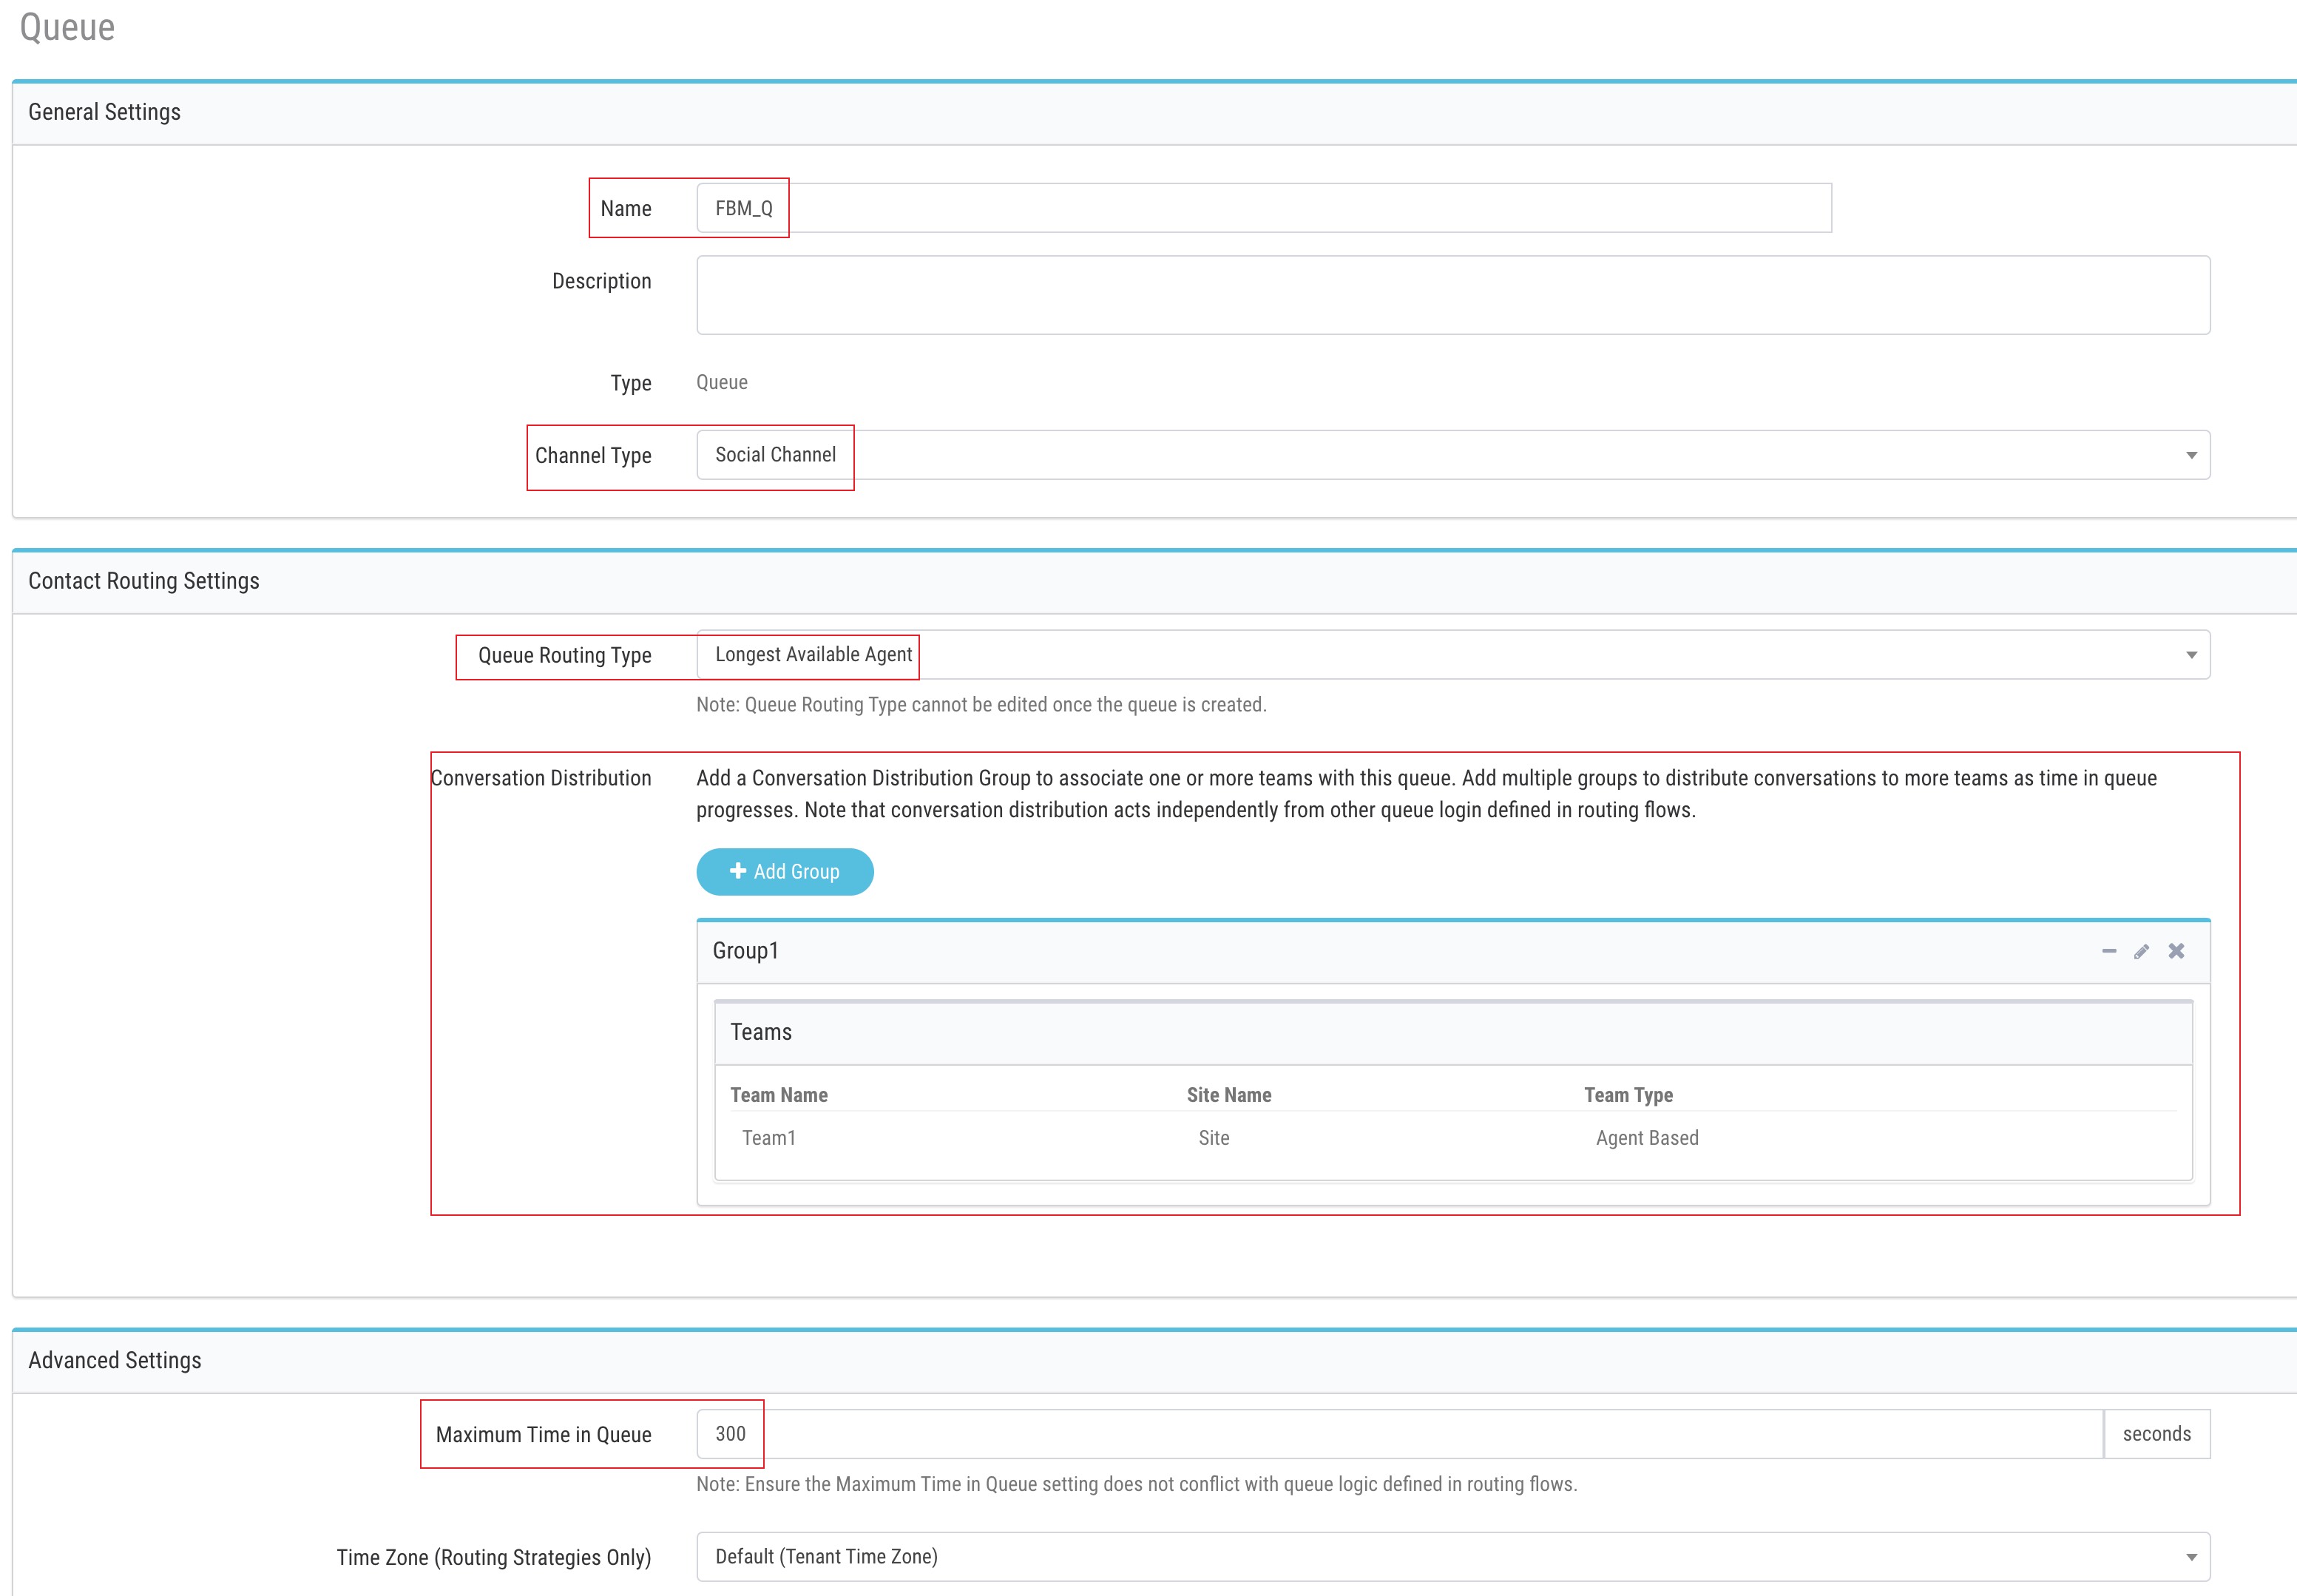 Queue
General Settings
Name FBM_Q
Description
Type Queue
Channel Type Social Channel
Contact Routing Settings
Queue Routing Type Longest Available Agent
Note: Queue Routing Type cannot be edited once the queue is created.
Conversation Distribution Add a Conversation Distribution Group to associate one or more teams with this queue. Add multiple groups to distribute conversations to more teams as time in queue
progresses. Note that conversation distribution acts independently from other queue login defined in routing flows.
Add Group
Group1
Teams
Team Name Site Name Team Type
Team1 Site Agent Based
Advanced Settings
Maximum Time in Queue 300 seconds
Note: Ensure the Maximum Time in Queue setting does not conflict with queue logic defined in routing flows.
Time Zone (Routing Strategies Only) Default (Tenant Time Zone)